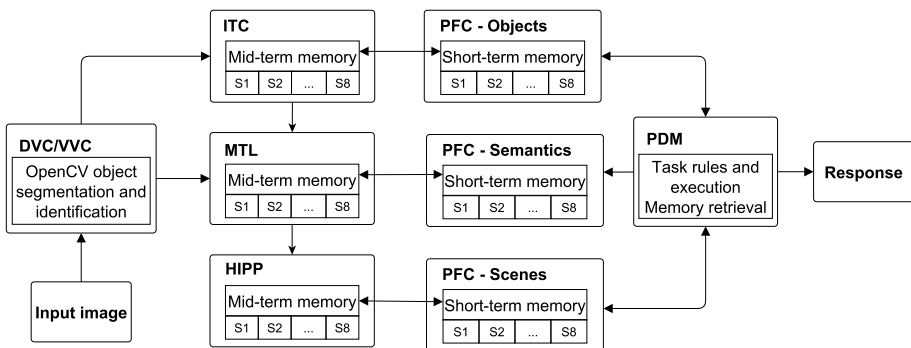 ITC
Mid-term memory
S1 S2 ... S8
PFC - Objects
Short-term memory
S1 S2 ... S8
DVC/VVC
OpenCV object
segmentation and
identification
MTL
Mid-term memory
S1 S2 ... S8
PFC - Semantics
Short-term memory
S1 S2 ... S8
PDM
Task rules and
execution
Memory retrieval
Response
Input image
HIPP
Mid-term memory
S1 S2 ... S8
PFC - Scenes
Short-term memory
S1 S2 ... S8